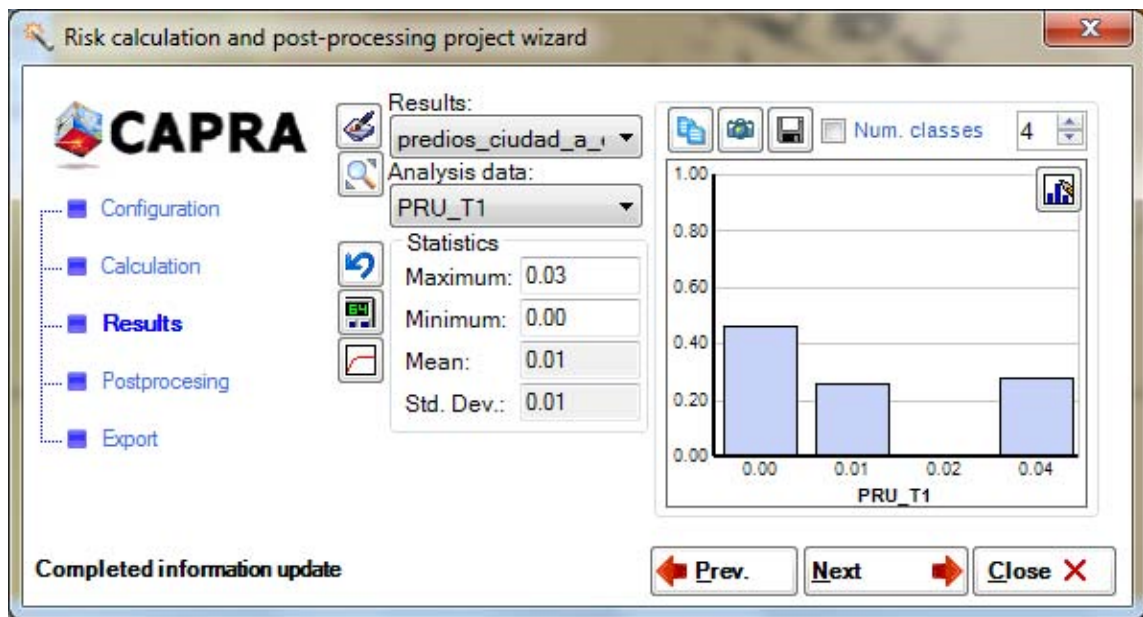 Risk calculation and post-processing project wizard
CAPRA
Configuration
Calculation
Results
Postprocesing
Export
Results:
predios_ciudad_a_
Analysis data:
PRU_T1
Statistics
Maximum: 0.03
Minimum: 0.00
Mean: 0.01
Std. Dev.: 0.01
64
Num. classes 4
1.00
0.80
0.60
0.40
0.20
0.00
0.00 0.01 0.02 0.04
PRU_T1
Completed information update
Prev. Next Close